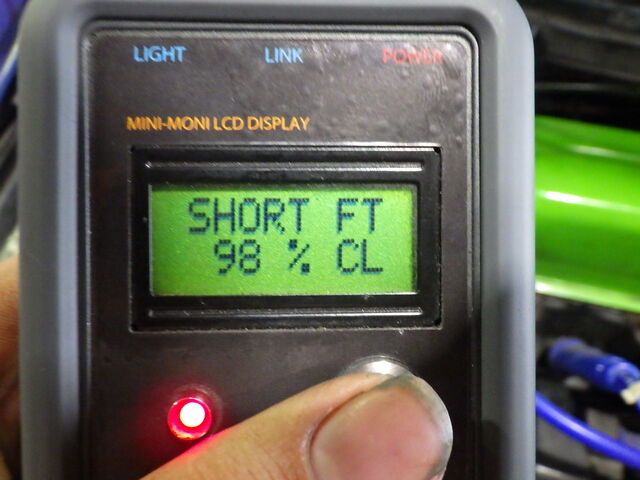 LIGHT LINK POWER
MINI-MONI LCD DISPLAY
SHORT FT
98 % CL